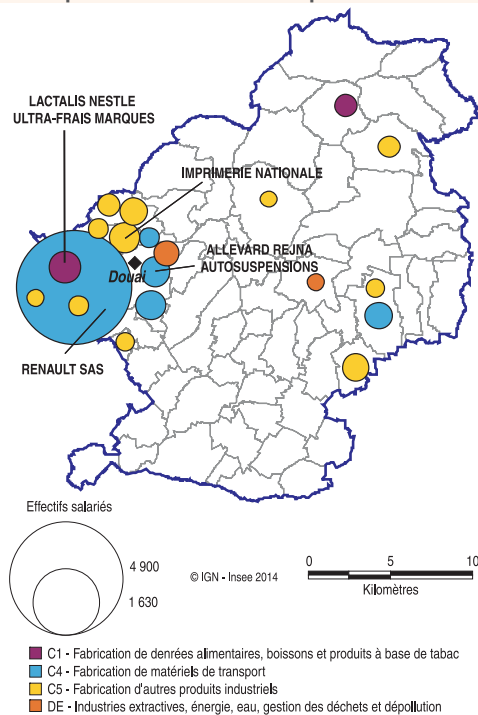 LACTALIS NESTLE
ULTRA-FRAIS MARQUES
IMPRIMERIE NATIONALE
ALLEVARD REJNA
AUTOSUSPENSIONS
Douai
RENAULT SAS
Effectifs salariés
4 900
1 630
© IGN - Insee 2014
0 5 10
Kilomètres
C1 - Fabrication de denrées alimentaires, boissons et produits à base de tabac
C4 - Fabrication de matériels de transport
C5 - Fabrication d'autres produits industriels
DE - Industries extractives, énergie, eau, gestion des déchets et dépollution